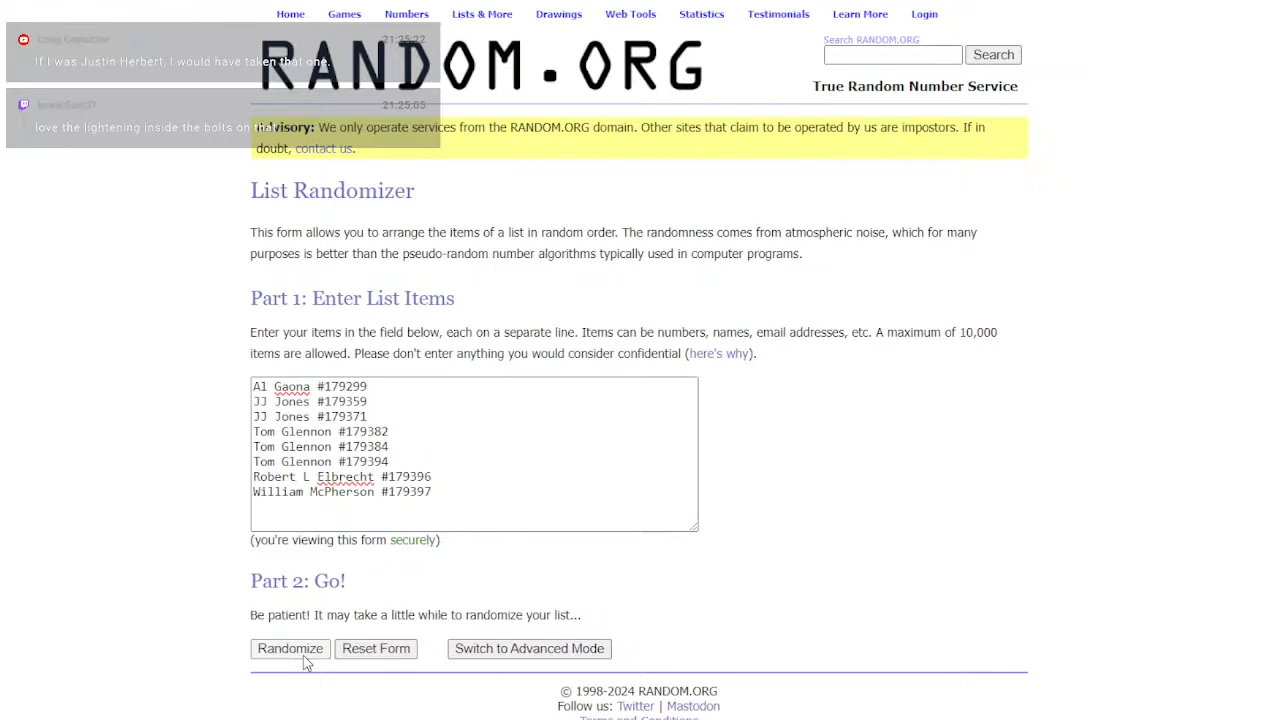 Home Games Numbers Lists & More Drawings Web Tools Statistics Testimonials Learn More Login
21:25:22
If I was Justin Herbert, I would have taken that one.
21:25:05
love the lightening inside the bolts on that
RANDOM.ORG
Search RANDOM.ORG
Search
True Random Number Service
Advisory: We only operate services from the RANDOM.ORG domain. Other sites that claim to be operated by us are impostors. If in
doubt, contact us.
List Randomizer
This form allows you to arrange the items of a list in random order. The randomness comes from atmospheric noise, which for many
purposes is better than the pseudo-random number algorithms typically used in computer programs.
Part 1: Enter List Items
Enter your items in the field below, each on a separate line. Items can be numbers, names, email addresses, etc. A maximum of 10,000
items are allowed. Please don't enter anything you would consider confidential (here's why).
Al Gaona #179299
JJ Jones #179359
JJ Jones #179371
Tom Glennon #179382
Tom Glennon #179384
Tom Glennon #179394
Robert L Elbrecht #179396
William McPherson #179397
(you're viewing this form securely)
Part 2: Go!
Be patient! It may take a little while to randomize your list...
Randomize Reset Form Switch to Advanced Mode
© 1998-2024 RANDOM.ORG
Follow us: Twitter | Mastodon
Terms and Conditions